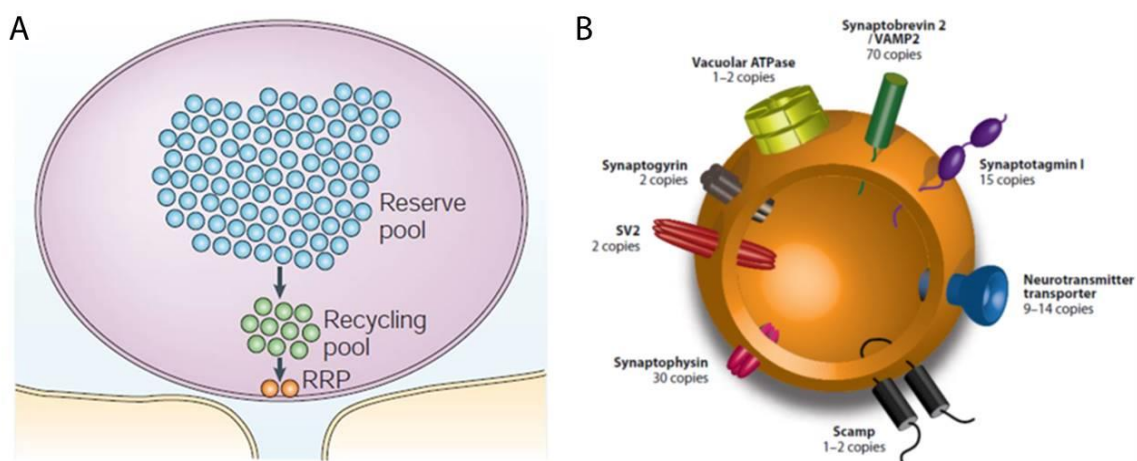 A
Reserve
pool
Recycling
pool
RRP
B
Synaptobrevin 2
/VAMP2
70 copies
Vacuolar ATPase
1–2 copies
Synaptogyrin
2 copies
Synaptotagmin I
15 copies
SV2
2 copies
Neurotransmitter
transporter
9–14 copies
Synaptophysin
30 copies
Scamp
1–2 copies